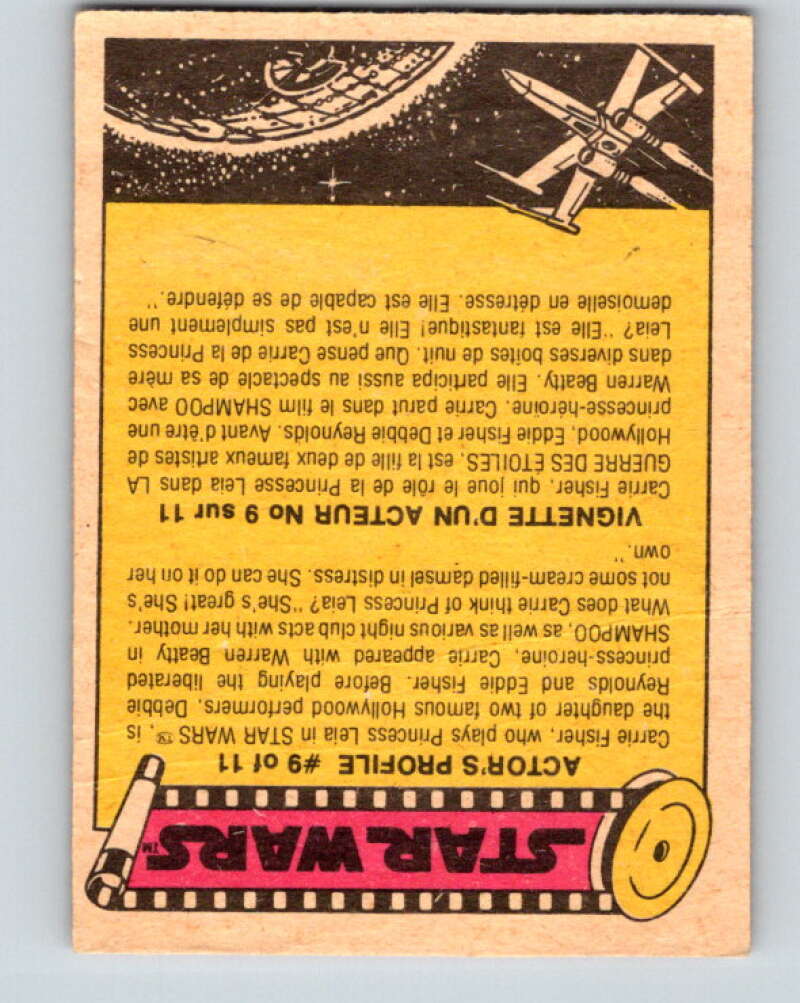 STAR WARS™
ACTOR'S PROFILE #9 of 11
Carrie Fisher, who plays Princess Leia in STAR WARS™, is
the daughter of two famous Hollywood performers, Debbie
Reynolds and Eddie Fisher. Before playing the liberated
princess-heroine, Carrie appeared with Warren Beatty in
SHAMPOO, as well as various night club acts with her mother.
What does Carrie think of Princess Leia? "She's great! She's
not some cream-filled damsel in distress. She can do it on her
own."
VIGNETTE D'UN ACTEUR No 9 sur 11
Carrie Fisher, qui joue le rôle de la Princesse Leia dans LA
GUERRE DES ÉTOILES, est la fille de deux fameux artistes de
Hollywood, Eddie Fisher et Debbie Reynolds. Avant d'être une
princesse-héroïne, Carrie parut dans le film SHAMPOO avec
Warren Beatty. Elle participa aussi au spectacle de sa mère
dans diverses boîtes de nuit. Que pense Carrie de la Princess
Leia? "Elle est fantastique! Elle n'est pas simplement une
demoiselle en détresse. Elle est capable de se défendre."